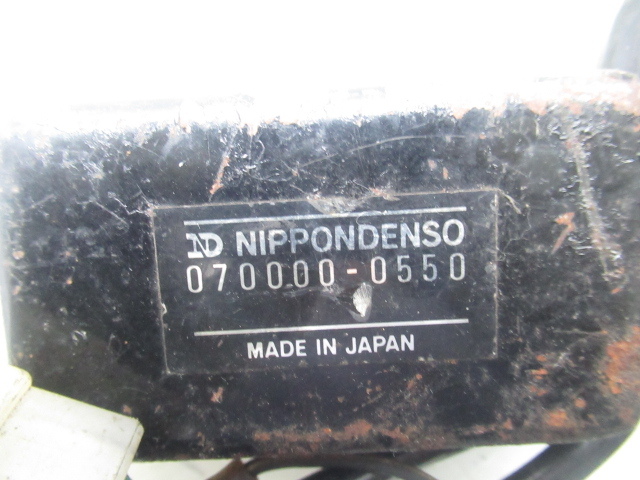 ND NIPPONDENSO
070000-0550
MADE IN JAPAN